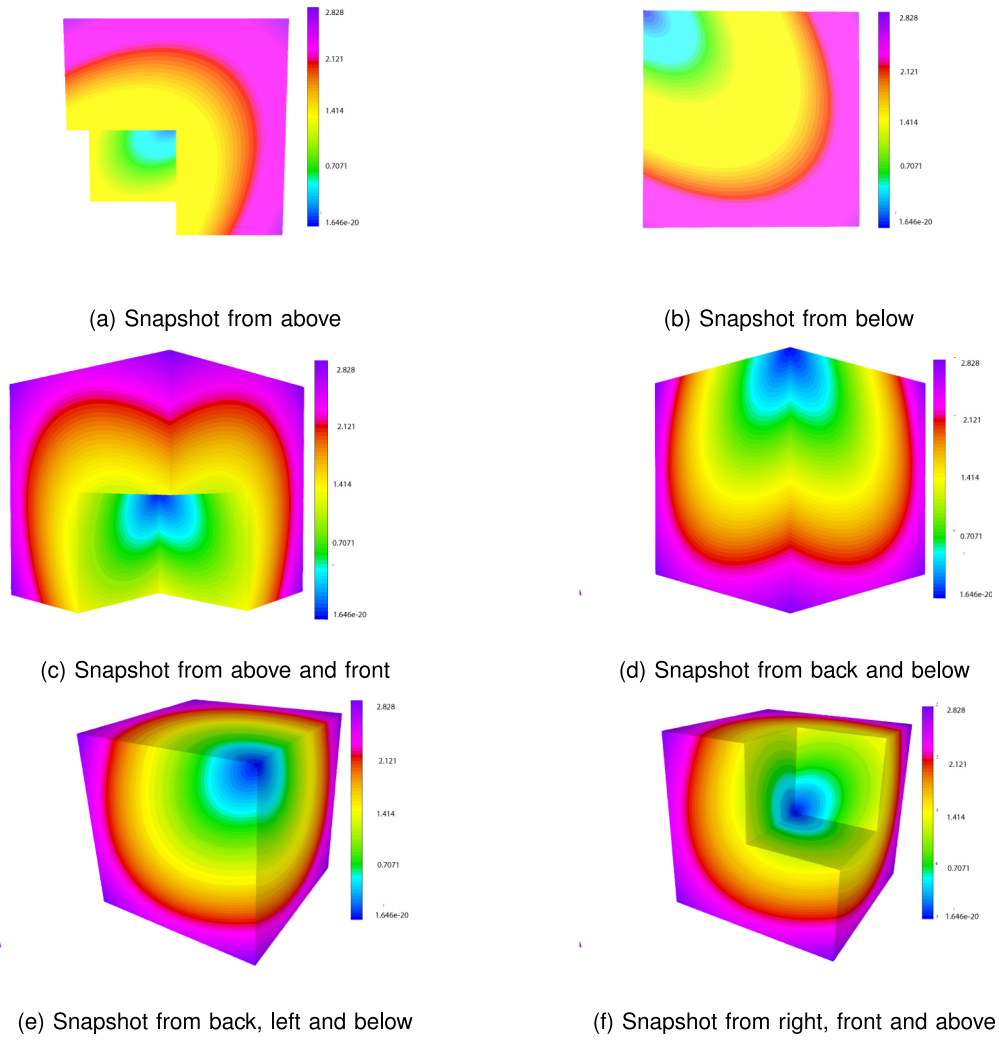 2.828
2.121
1.414
0.7071
1.646e-20
2.828
2.121
1.414
0.7071
1.646e-20
(a) Snapshot from above
(b) Snapshot from below
2.828
2.121
1.414
0.7071
1.646e-20
2.828
2.121
1.414
0.7071
1.646e-20
(c) Snapshot from above and front
(d) Snapshot from back and below
2.828
2.121
1.414
0.7071
1.646e-20
2.828
2.121
1.414
0.7071
1.646e-20
(e) Snapshot from back, left and below
(f) Snapshot from right, front and above